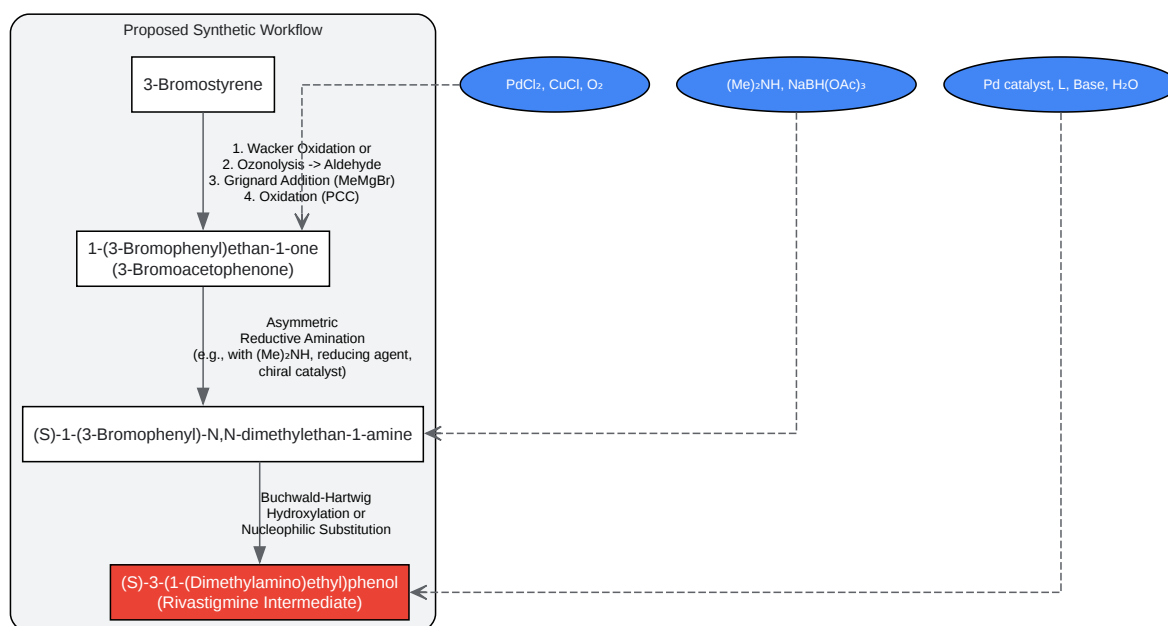 Proposed Synthetic Workflow
3-Bromostyrene
PdCl₂, CuCl, O₂
(Me)₂NH, NaBH(OAc)₃
Pd catalyst, L, Base, H₂O
1. Wacker Oxidation or
2. Ozonolysis -> Aldehyde
3. Grignard Addition (MeMgBr)
4. Oxidation (PCC)
1-(3-Bromophenyl)ethan-1-one
(3-Bromoacetophenone)
Asymmetric
Reductive Amination
(e.g., with (Me)₂NH, reducing agent,
chiral catalyst)
(S)-1-(3-Bromophenyl)-N,N-dimethylethan-1-amine
Buchwald-Hartwig
Hydroxylation or
Nucleophilic Substitution
(S)-3-(1-(Dimethylamino)ethyl)phenol
(Rivastigmine Intermediate)